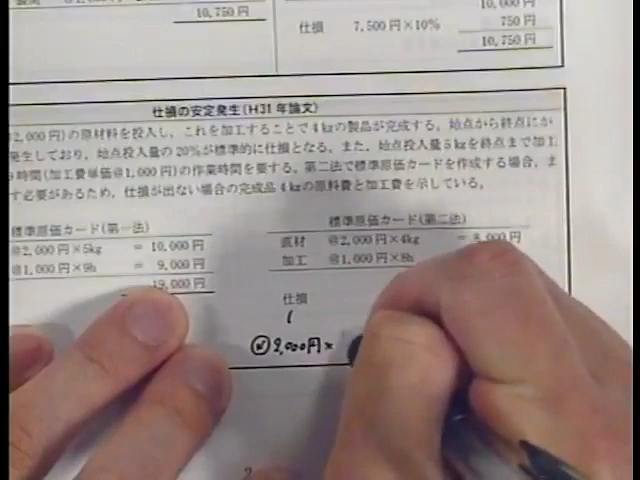 10,750円
10,000円
仕損 7,500円×10% 750円
10,750円
仕損の安定発生(H31年論文)
2,000円)の原材料を投入し、これを加工することで4kgの製品が完成する。始点から終点にか
発生しており、始点投入量の20%が標準的に仕損となる。また、始点投入量5kgを終点まで加工
時間(加工費単価@1,000円)の作業時間を要する。第二法で標準原価カードを作成する場合、ま
す必要があるため、仕損が出ない場合の完成品4kgの原料費と加工費を示している。
標準原価カード(第一法)
@2,000円×5kg = 10,000円
@1,000円×9h = 9,000円
19,000円
標準原価カード(第二法)
直材 @2,000円×4kg = 8,000円
加工 @1,000円×8h
仕損
2,000円×